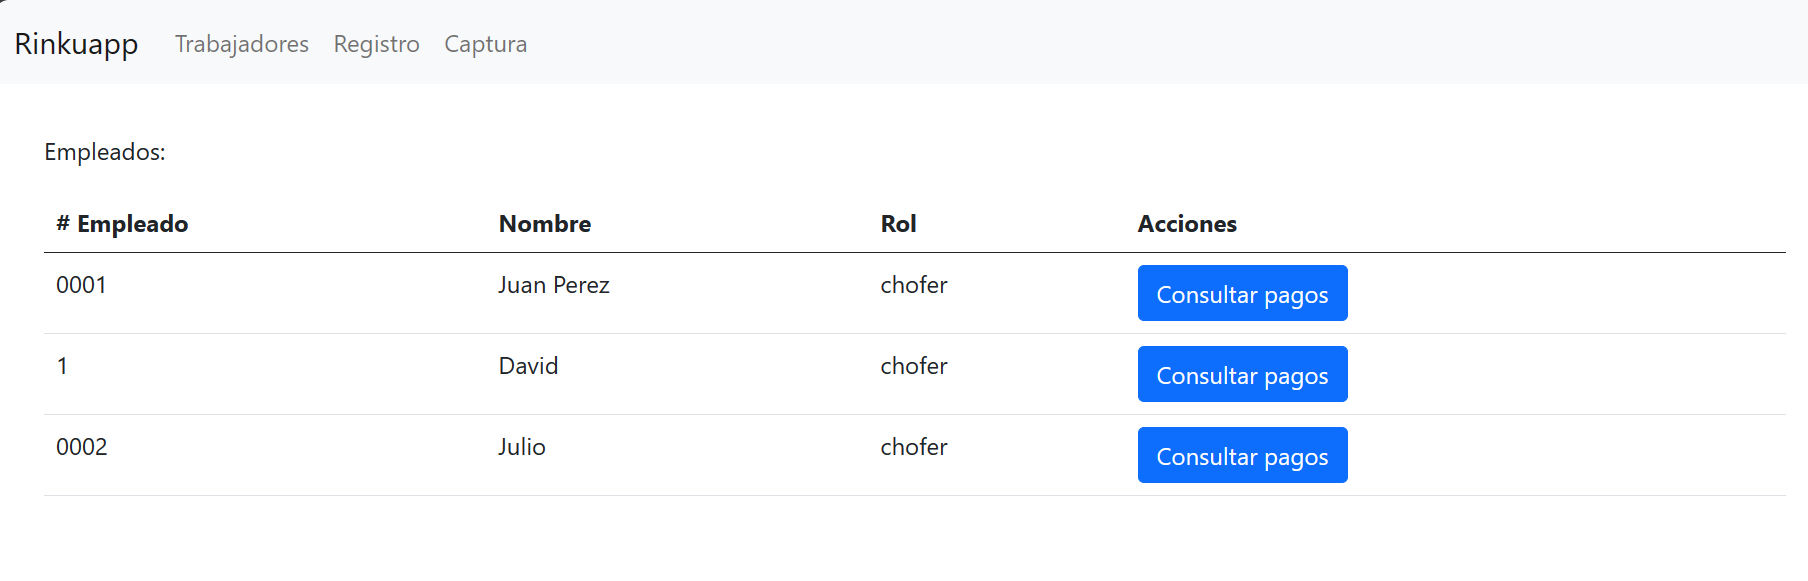 Rinkuapp Trabajadores Registro Captura
Empleados:
# Empleado Nombre Rol Acciones
0001 Juan Perez chofer Consultar pagos
1 David chofer Consultar pagos
0002 Julio chofer Consultar pagos